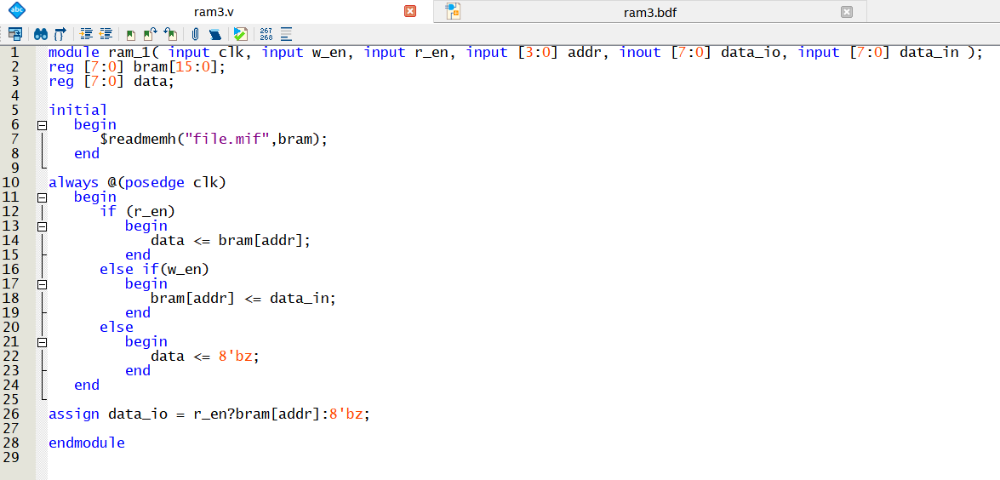 abc ram3.v ram3.bdf
267
268
1 module ram_1( input clk, input w_en, input r_en, input [3:0] addr, inout [7:0] data_io, input [7:0] data_in );
2 reg [7:0] bram[15:0];
3 reg [7:0] data;
4
5 initial
6 begin
7 $readmemh("file.mif",bram);
8 end
9
10 always @(posedge clk)
11 begin
12 if (r_en)
13 begin
14 data <= bram[addr];
15 end
16 else if(w_en)
17 begin
18 bram[addr] <= data_in;
19 end
20 else
21 begin
22 data <= 8'bz;
23 end
24 end
25
26 assign data_io = r_en?bram[addr]:8'bz;
27
28 endmodule
29